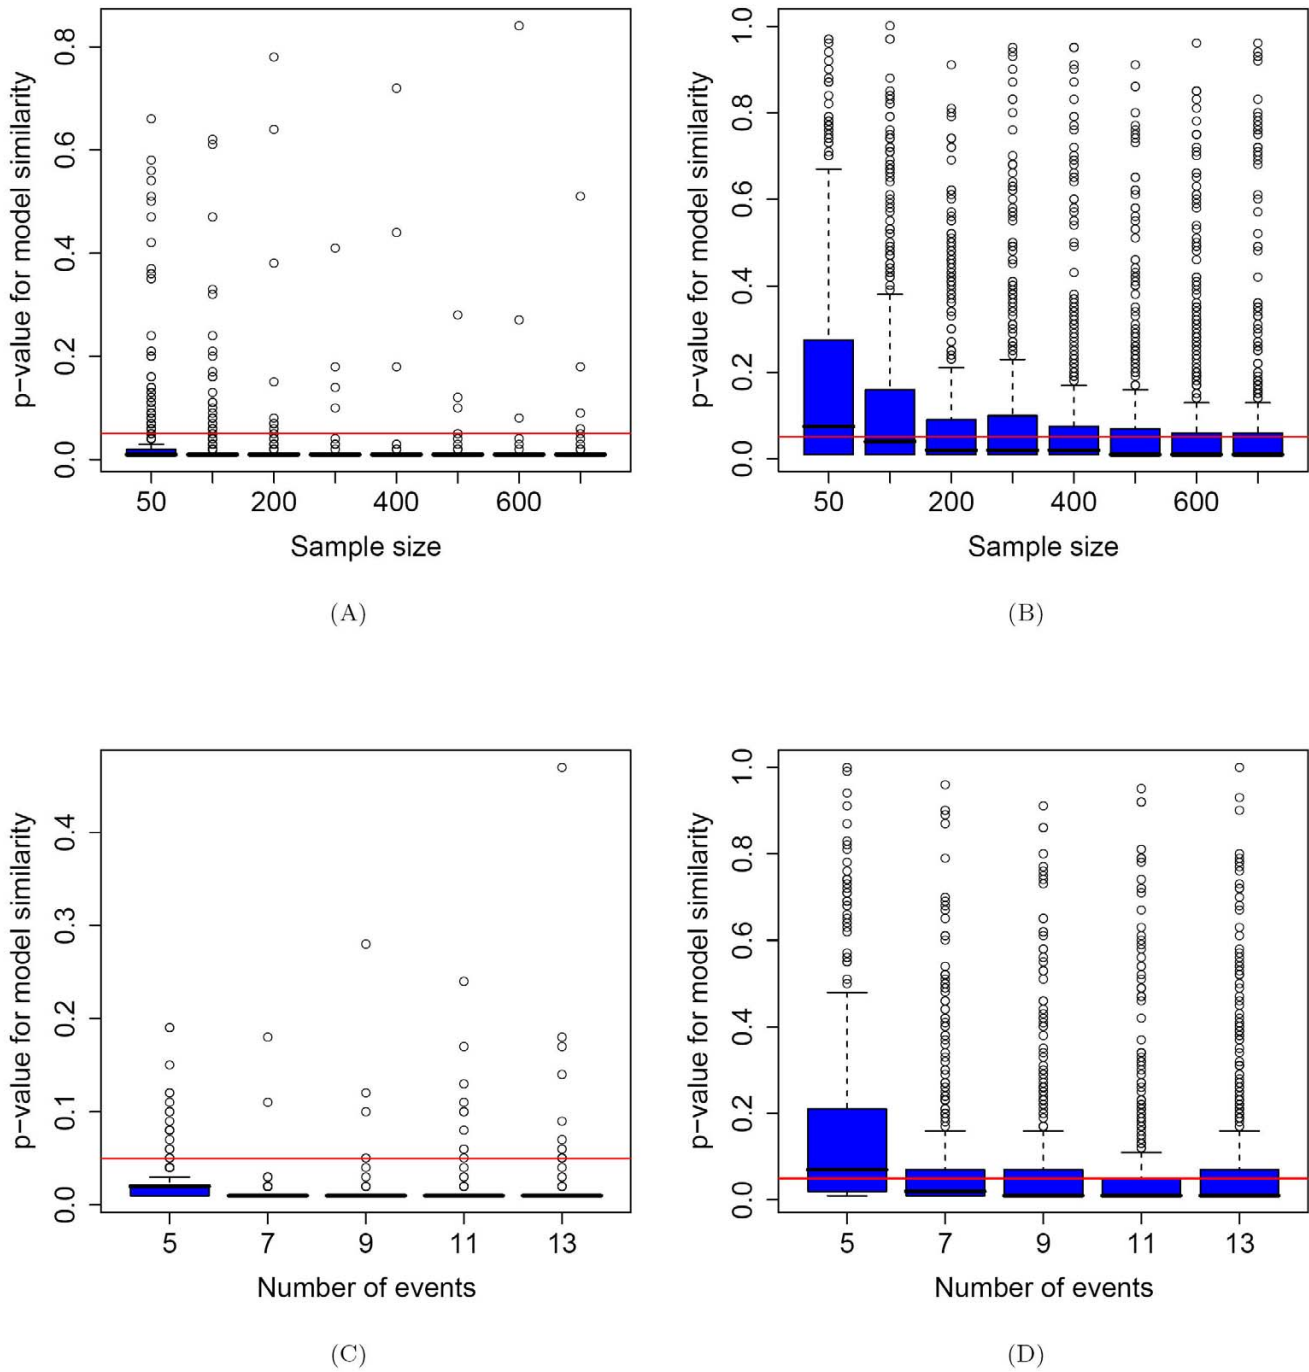 p−value for model similarity
0.0 0.2 0.4 0.6 0.8
50 200 400 600
Sample size
(A)
p−value for model similarity
0.0 0.2 0.4 0.6 0.8 1.0
50 200 400 600
Sample size
(B)
p−value for model similarity
0.0 0.1 0.2 0.3 0.4
5 7 9 11 13
Number of events
(C)
p−value for model similarity
0.0 0.2 0.4 0.6 0.8 1.0
5 7 9 11 13
Number of events
(D)